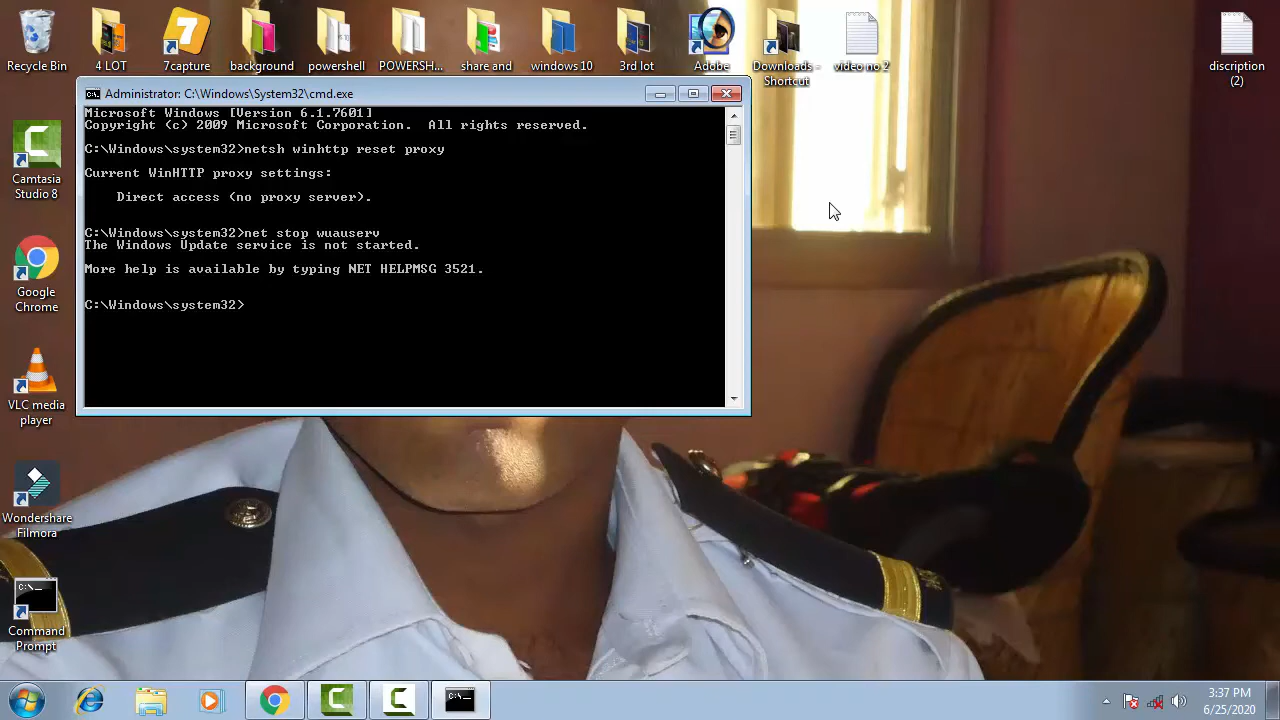 Recycle Bin
4 LOT
7capture
background
powershell
POWERSH...
share and
windows 10
3rd lot
Adobe
Downloads - Shortcut
video no 2
discription (2)
Administrator: C:\Windows\System32\cmd.exe
Microsoft Windows [Version 6.1.7601]
Copyright (c) 2009 Microsoft Corporation.  All rights reserved.
C:\Windows\system32>netsh winhttp reset proxy
Current WinHTTP proxy settings:
Direct access (no proxy server).
C:\Windows\system32>net stop wuauserv
The Windows Update service is not started.
More help is available by typing NET HELPMSG 3521.
C:\Windows\system32>
Camtasia
Studio 8
Google
Chrome
VLC media
player
Wondershare
Filmora
Command
Prompt
3:37 PM
6/25/2020